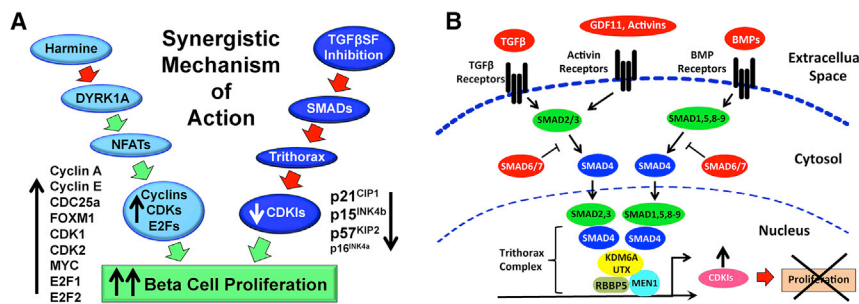 A
Harmine
DYRK1A
NFATs
Cyclins
CDKs
E2Fs
Synergistic
Mechanism
of
Action
TGFβSF
Inhibition
SMADs
Trithorax
CDKIs
Cyclin A
Cyclin E
CDC25a
FOXM1
CDK1
CDK2
MYC
E2F1
E2F2
p21CIP1
p15INK4b
p57KIP2
p16INK4a
Beta Cell Proliferation
B
TGFβ
GDF11, Activins
BMPs
TGFβ
Receptors
Activin
Receptors
BMP
Receptors
Extracellua
Space
SMAD2/3
SMAD1,5,8-9
SMAD6/7
SMAD4
SMAD4
SMAD6/7
Cytosol
SMAD2,3
SMAD1,5,8-9
SMAD4
SMAD4
Nucleus
Trithorax
Complex
KDM6A
UTX
RBBP5
MEN1
CDKIs
Proliferation